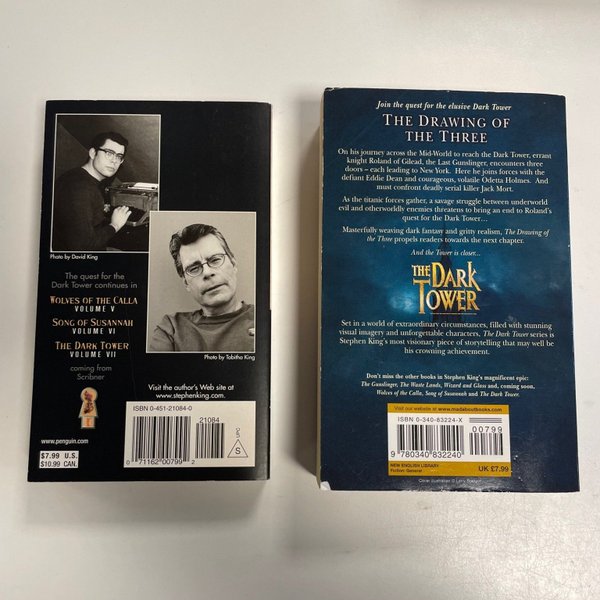 Photo by David King
The quest for the
Dark Tower continues in
WOLVES OF THE CALLA
VOLUME V
SONG OF SUSANNAH
VOLUME VI
THE DARK TOWER
VOLUME VII
coming from
Scribner
Photo by Tabitha King
Visit the author's Web site at
www.stephenking.com.
ISBN 0-451-21084-0
21084
0 71162 00799 2
S
www.penguin.com
$7.99 U.S.
$10.99 CAN.
Join the quest for the elusive Dark Tower
THE DRAWING OF
THE THREE
On his journey across the Mid-World to reach the Dark Tower, errant
knight Roland of Gilead, the Last Gunslinger, encounters three
doors – each leading to New York. Here he joins forces with the
defiant Eddie Dean and courageous, volatile Odetta Holmes. And
must confront deadly serial killer Jack Mort.
As the titanic forces gather, a savage struggle between underworld
evil and otherworldly enemies threatens to bring an end to Roland's
quest for the Dark Tower...
Masterfully weaving dark fantasy and gritty realism, The Drawing of
the Three propels readers towards the next chapter.
And the Tower is closer...
THE DARK
TOWER
Set in a world of extraordinary circumstances, filled with stunning
visual imagery and unforgettable characters, The Dark Tower series is
Stephen King's most visionary piece of storytelling that may well be
his crowning achievement.
Don't miss the other books in Stephen King's magnificent epic:
The Gunslinger, The Waste Lands, Wizard and Glass and, coming soon,
Wolves of the Calla, Song of Susannah and The Dark Tower.
Visit our website at www.madaboutbooks.com
ISBN 0-340-83224-X
00799
9 780340 832240
NEW ENGLISH LIBRARY
Fiction: General
UK £7.99
Cover illustration ©